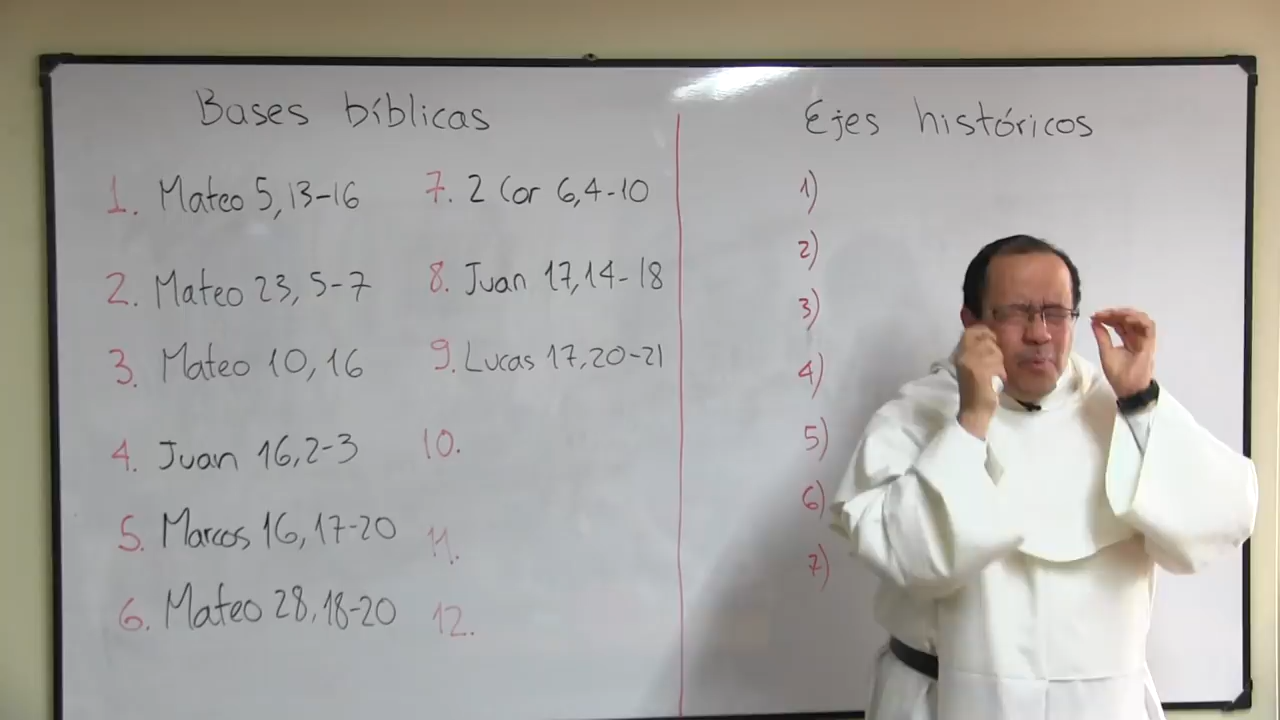 Bases bíblicas
1. Mateo 5,13-16
2. Mateo 23, 5-7
3. Mateo 10,16
4. Juan 16,2-3
5. Marcos 16,17-20
6. Mateo 28,18-20
7. 2 Cor 6,4-10
8. Juan 17,14-18
9. Lucas 17,20-21
10.
11.
12.
Ejes históricos
1)
2)
3)
4)
5)
6)
7)